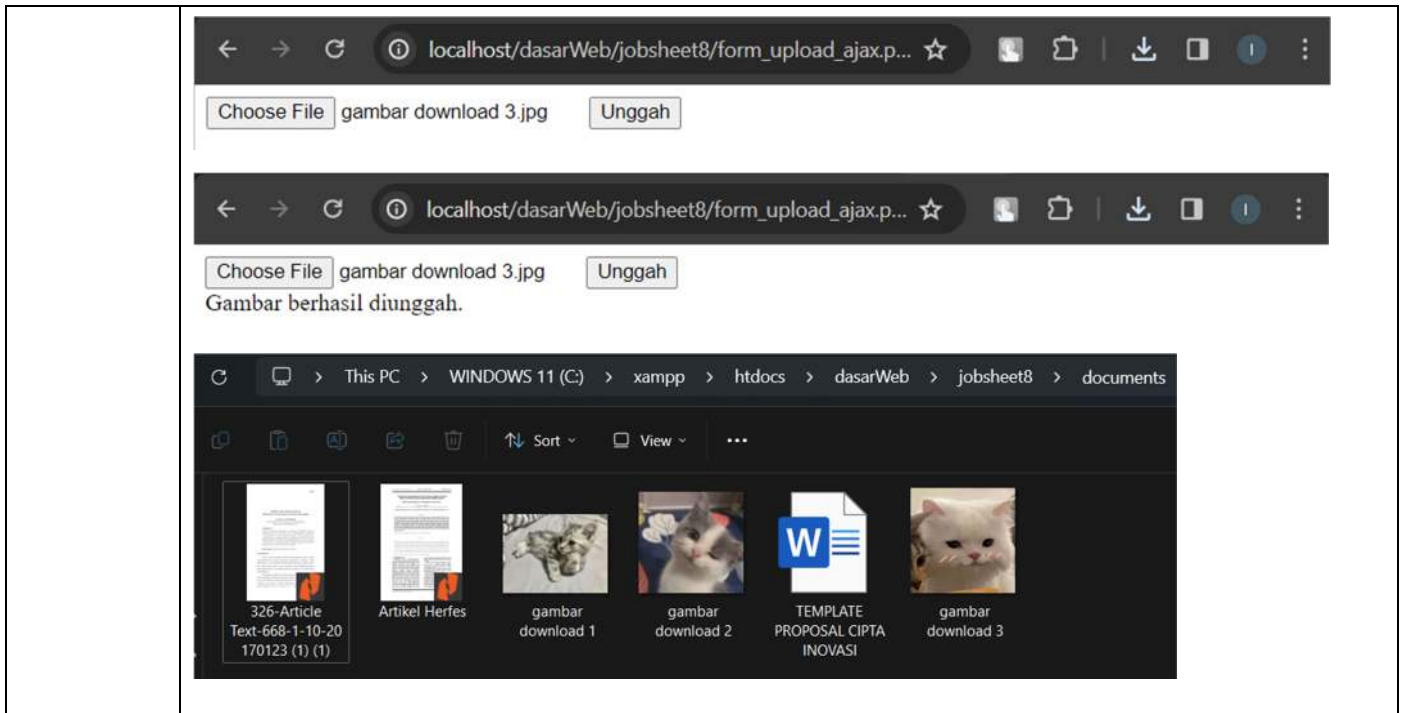 localhost/dasarWeb/jobsheet8/form_upload_ajax.p...
Choose File gambar download 3.jpg Unggah
localhost/dasarWeb/jobsheet8/form_upload_ajax.p...
Choose File gambar download 3.jpg Unggah
Gambar berhasil diunggah.
This PC > WINDOWS 11 (C:) > xampp > htdocs > dasarWeb > jobsheet8 > documents
Sort View
326-Article
Text-668-1-10-20
170123 (1) (1)
Artikel Herfes
gambar
download 1
gambar
download 2
W
TEMPLATE
PROPOSAL CIPTA
INOVASI
gambar
download 3